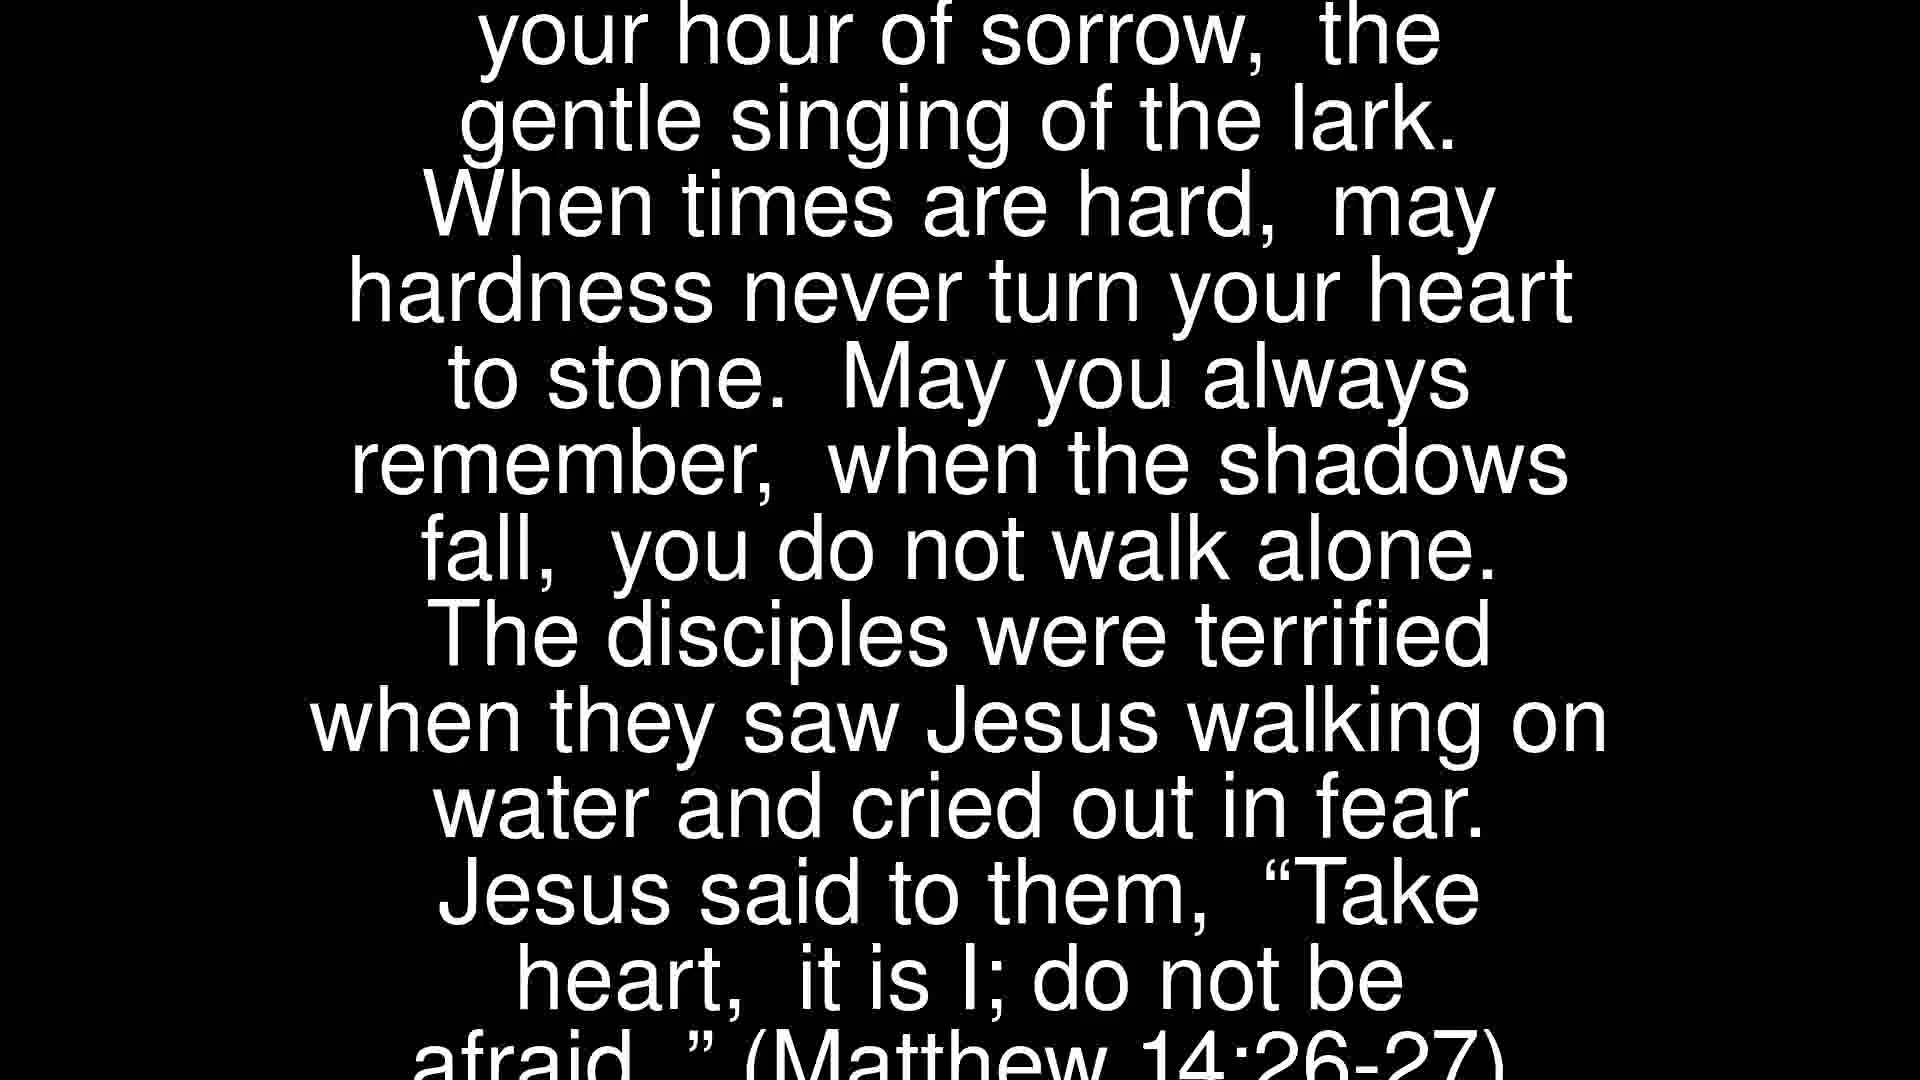 your hour of sorrow,  the
gentle singing of the lark.
When times are hard,  may
hardness never turn your heart
to stone.  May you always
remember,  when the shadows
fall,  you do not walk alone.
The disciples were terrified
when they saw Jesus walking on
water and cried out in fear.
Jesus said to them,  “Take
heart,  it is I; do not be
afraid  ” (Matthew 14:26-27)